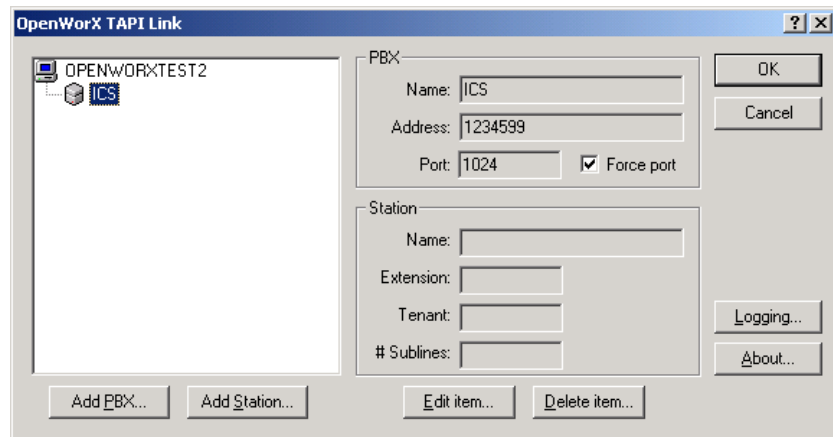 OpenWorX TAPI Link
OPENWORXTEST2
ICS
PBX
Name: ICS
Address: 1234599
Port: 1024
Force port
Station
Name:
Extension:
Tenant:
# Sublines:
OK
Cancel
Logging...
About...
Add PBX...
Add Station...
Edit item...
Delete item...